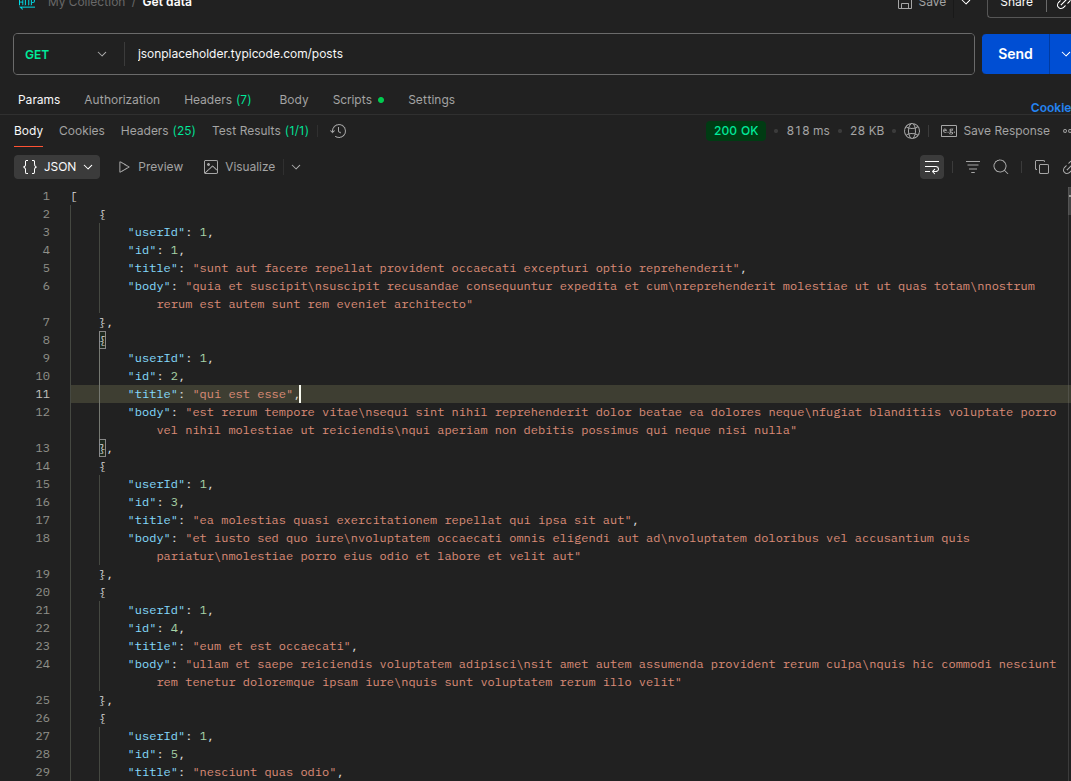 HTTP My Collection / Get data Save Share
GET jsonplaceholder.typicode.com/posts Send
Params Authorization Headers (7) Body Scripts Settings
Cookie
Body Cookies Headers (25) Test Results (1/1) 200 OK • 818 ms • 28 KB e.g. Save Response
{} JSON Preview Visualize
1 [
2 {
3 "userId": 1,
4 "id": 1,
5 "title": "sunt aut facere repellat provident occaecati excepturi optio reprehenderit",
6 "body": "quia et suscipit\nsuscipit recusandae consequuntur expedita et cum\nreprehenderit molestiae ut ut quas totam\nnostrum
rerum est autem sunt rem eveniet architecto"
7 },
8 {
9 "userId": 1,
10 "id": 2,
11 "title": "qui est esse",
12 "body": "est rerum tempore vitae\nsequi sint nihil reprehenderit dolor beatae ea dolores neque\nfugiat blanditiis voluptate porro
vel nihil molestiae ut reiciendis\nqui aperiam non debitis possimus qui neque nisi nulla"
13 },
14 {
15 "userId": 1,
16 "id": 3,
17 "title": "ea molestias quasi exercitationem repellat qui ipsa sit aut",
18 "body": "et iusto sed quo iure\nvoluptatem occaecati omnis eligendi aut ad\nvoluptatem doloribus vel accusantium quis
pariatur\nmolestiae porro eius odio et labore et velit aut"
19 },
20 {
21 "userId": 1,
22 "id": 4,
23 "title": "eum et est occaecati",
24 "body": "ullam et saepe reiciendis voluptatem adipisci\nsit amet autem assumenda provident rerum culpa\nquis hic commodi nesciunt
rem tenetur doloremque ipsam iure\nquis sunt voluptatem rerum illo velit"
25 },
26 {
27 "userId": 1,
28 "id": 5,
29 "title": "nesciunt quas odio",